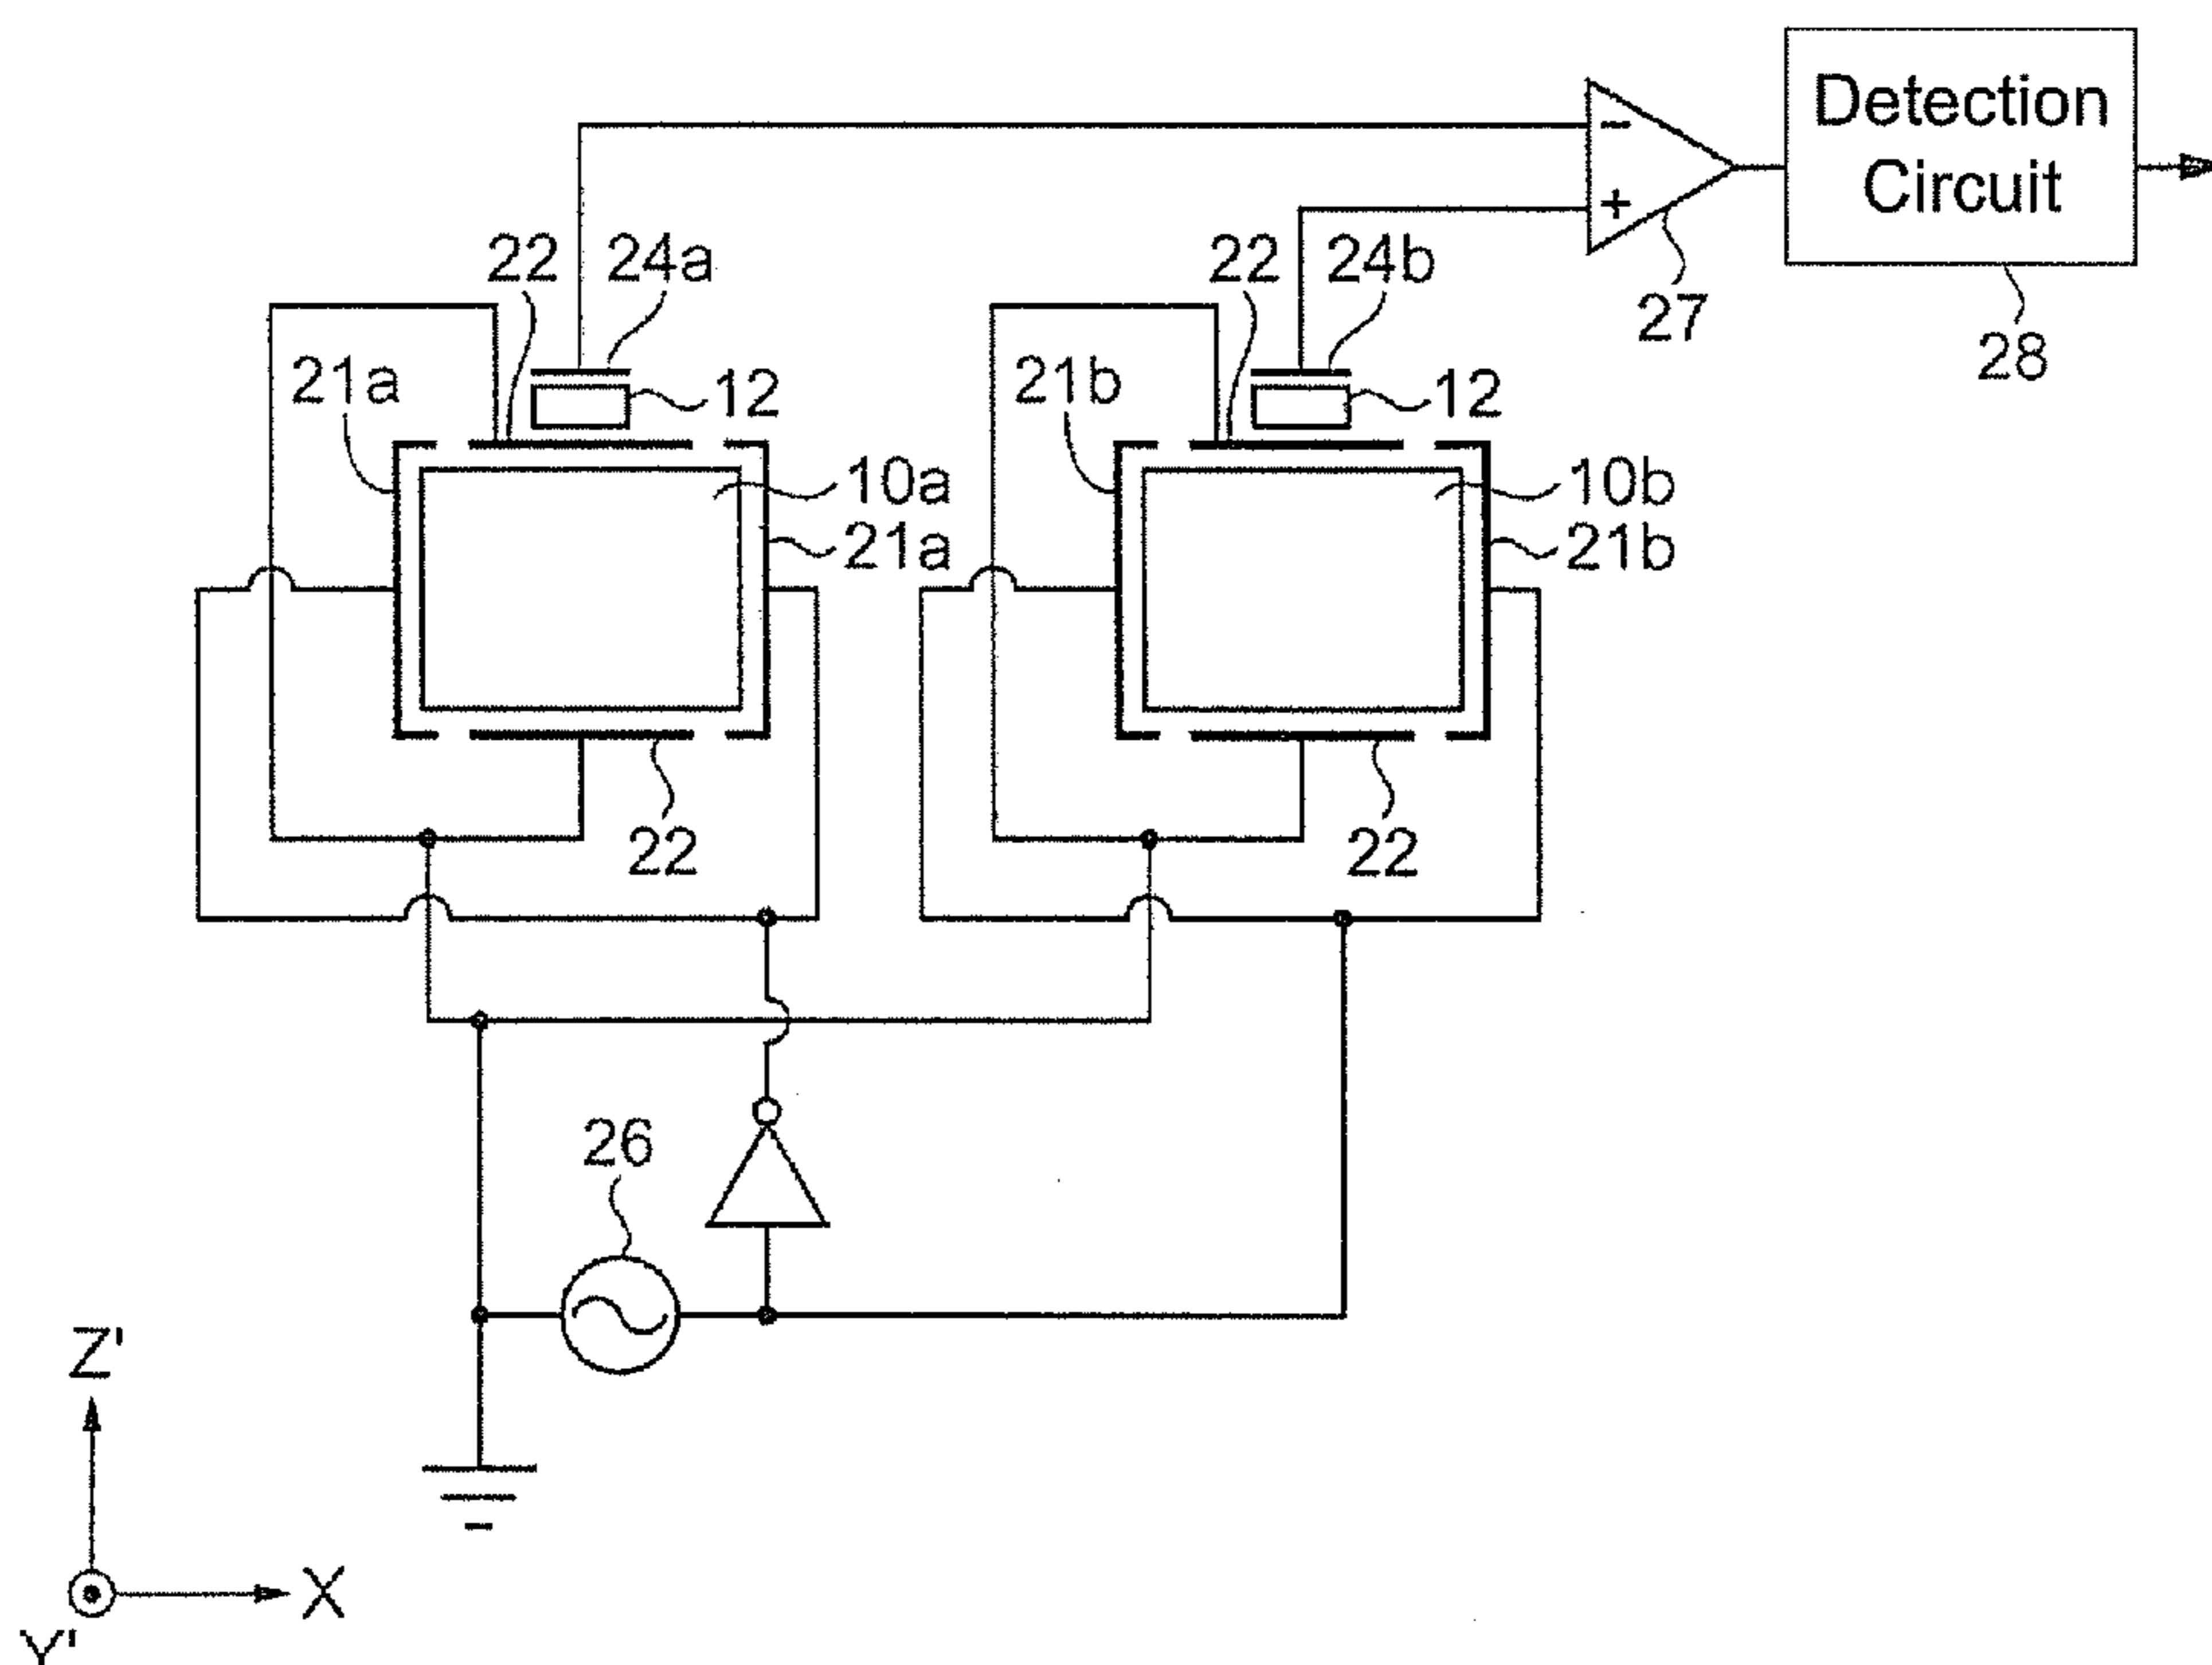 Detection
Circuit
-
+
27
28
22
24a
22
24b
21a
12
21b
12
10a
21a
10b
21b
22
22
26
Z'
X
Y'